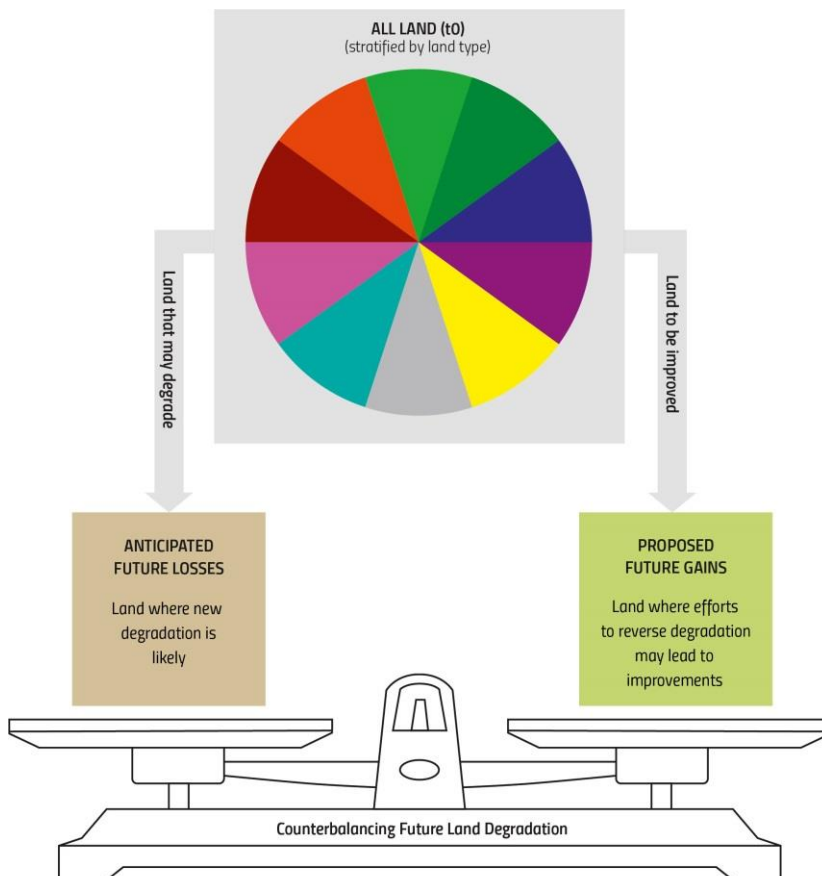 ALL LAND (t0)
(stratified by land type)
Land that may degrade
Land to be improved
ANTICIPATED
FUTURE LOSSES
Land where new
degradation is
likely
PROPOSED
FUTURE GAINS
Land where efforts
to reverse degradation
may lead to
improvements
Counterbalancing Future Land Degradation